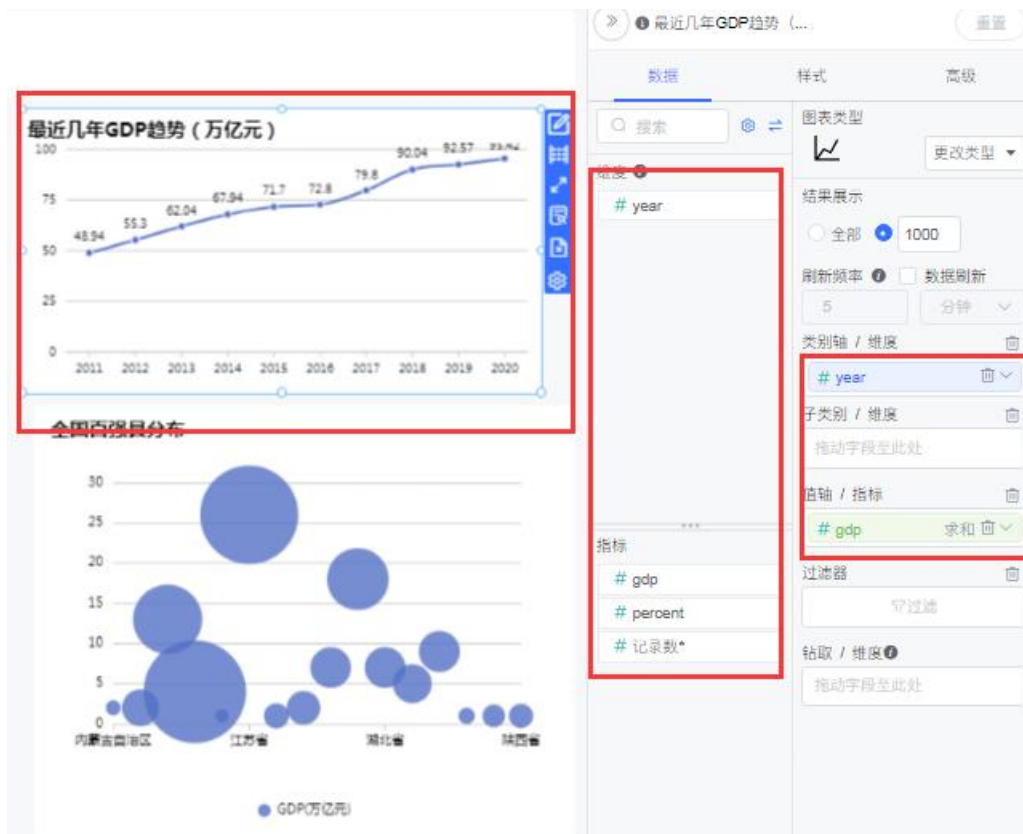 最近几年GDP趋势(万亿元)
100
75
50
25
0
48.94
55.3
62.04
67.94
71.7
72.8
79.8
90.04
92.57
2011 2012 2013 2014 2015 2016 2017 2018 2019 2020
全国百强县分布
30
25
20
15
10
5
0
内蒙古自治区 江苏省 湖北省 陕西省
GDP(万亿元)
最近几年GDP趋势(...
重置
数据 样式 高级
搜索
维度
# year
指标
# gdp
# percent
# 记录数*
图表类型
更改类型
结果展示
全部 1000
刷新频率 数据刷新
5 分钟
类别轴 / 维度
# year
子类别 / 维度
拖动字段至此处
值轴 / 指标
# gdp 求和
过滤器
过滤
钻取 / 维度
拖动字段至此处